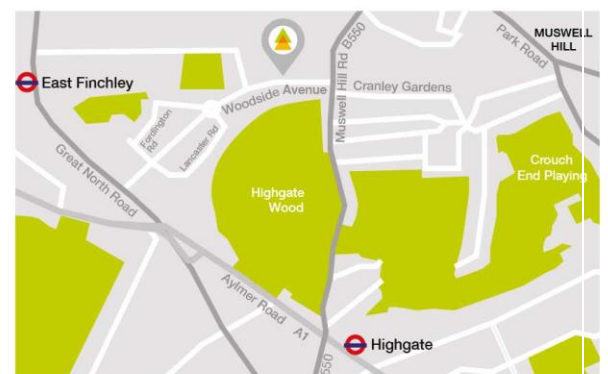 MUSWELL
HILL
Park Road
Muswell Hill Rd B550
East Finchley
Cranley Gardens
Woodside Avenue
Fordington
Rd
Lancaster Rd
Great North Road
Highgate
Wood
Crouch
End Playing
Aylmer Road
A1
Highgate
550